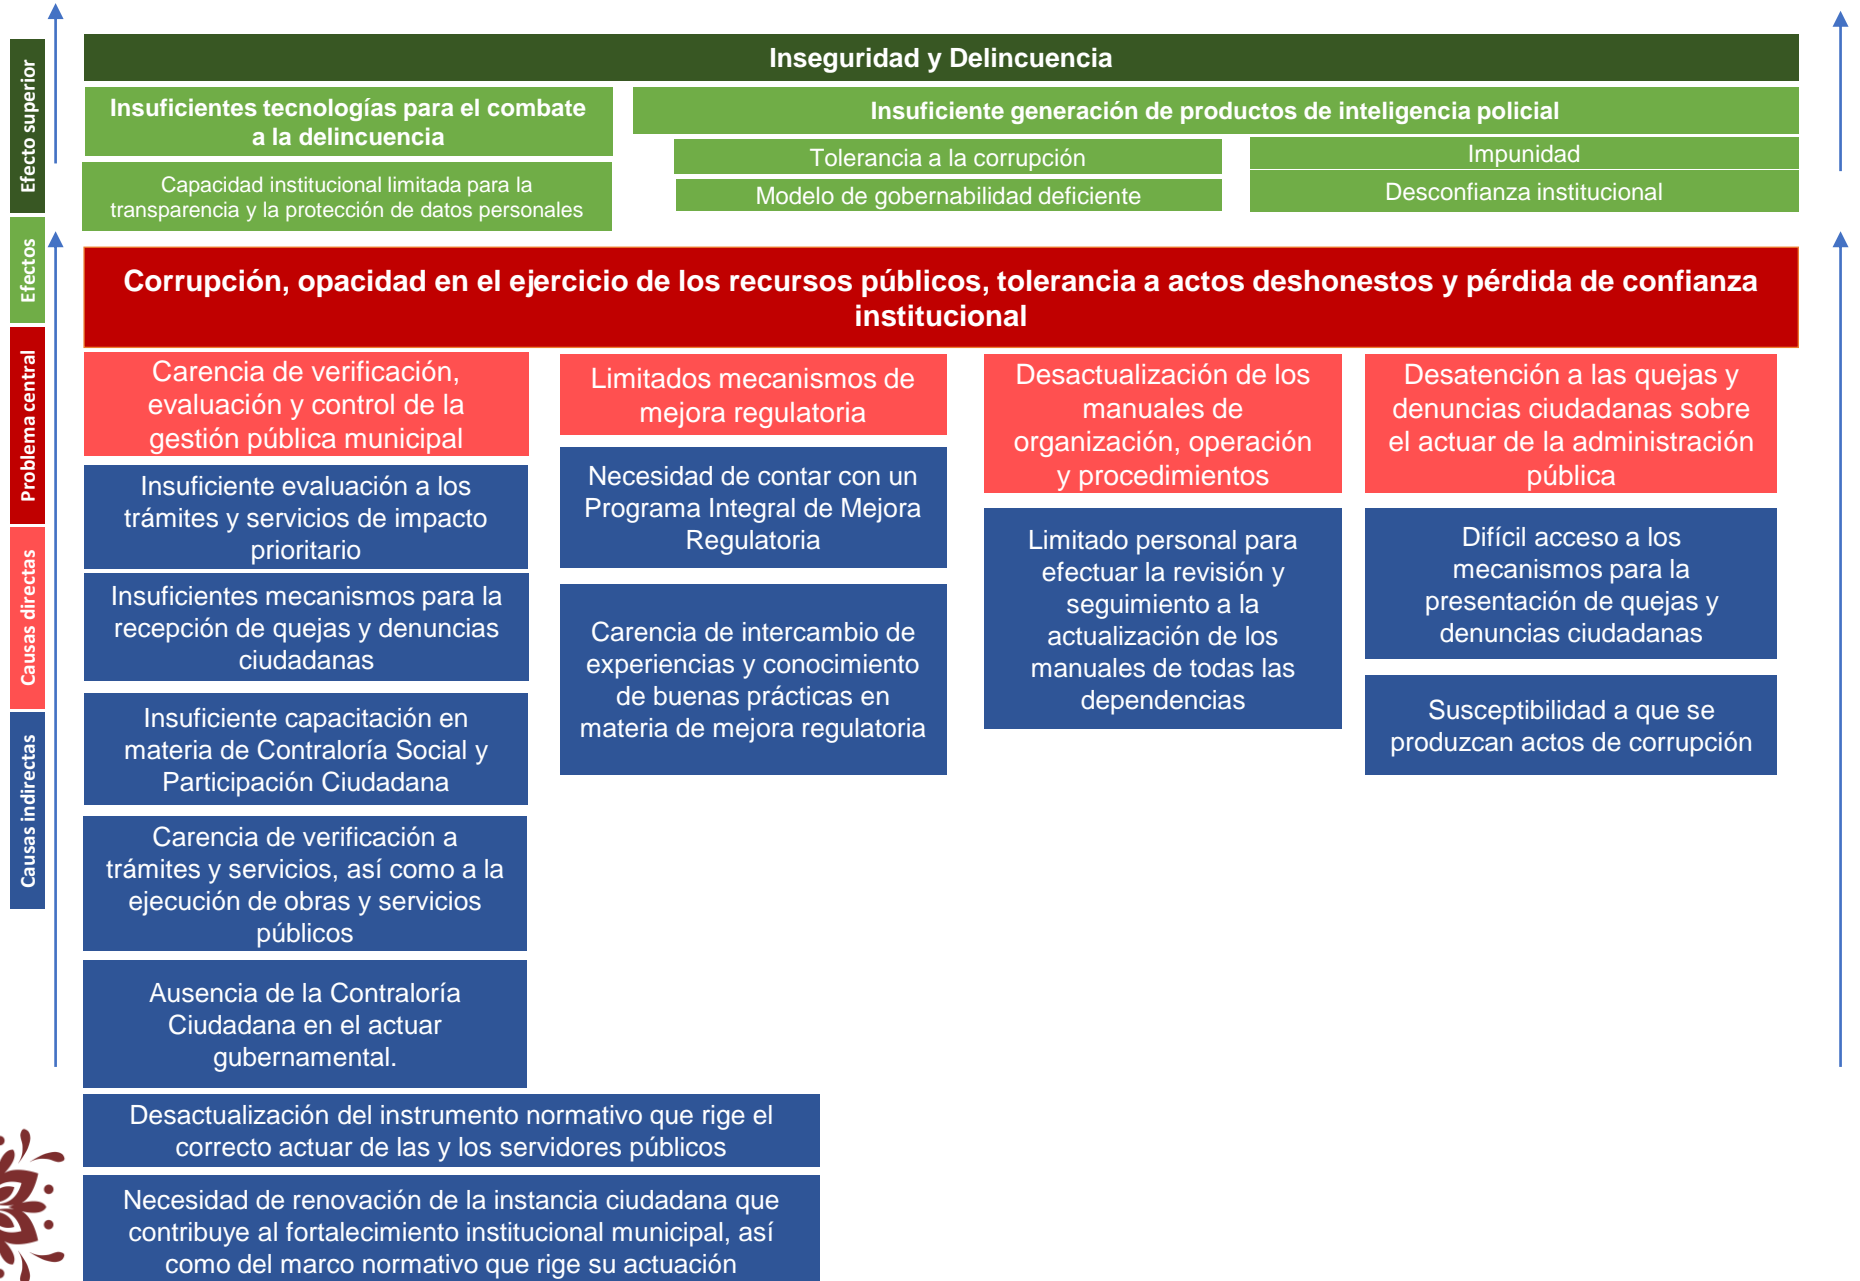 Efecto superior
Efectos
Problema central
Causas directas
Causas indirectas
Inseguridad y Delincuencia
Insuficientes tecnologías para el combate
a la delincuencia
Capacidad institucional limitada para la
transparencia y la protección de datos personales
Insuficiente generación de productos de inteligencia policial
Tolerancia a la corrupción
Modelo de gobernabilidad deficiente
Impunidad
Desconfianza institucional
Corrupción, opacidad en el ejercicio de los recursos públicos, tolerancia a actos deshonestos y pérdida de confianza
institucional
Carencia de verificación,
evaluación y control de la
gestión pública municipal
Insuficiente evaluación a los
trámites y servicios de impacto
prioritario
Insuficientes mecanismos para la
recepción de quejas y denuncias
ciudadanas
Insuficiente capacitación en
materia de Contraloría Social y
Participación Ciudadana
Carencia de verificación a
trámites y servicios, así como a la
ejecución de obras y servicios
públicos
Ausencia de la Contraloría
Ciudadana en el actuar
gubernamental.
Desactualización del instrumento normativo que rige el
correcto actuar de las y los servidores públicos
Necesidad de renovación de la instancia ciudadana que
contribuye al fortalecimiento institucional municipal, así
como del marco normativo que rige su actuación
Limitados mecanismos de
mejora regulatoria
Necesidad de contar con un
Programa Integral de Mejora
Regulatoria
Carencia de intercambio de
experiencias y conocimiento
de buenas prácticas en
materia de mejora regulatoria
Desactualización de los
manuales de
organización, operación
y procedimientos
Limitado personal para
efectuar la revisión y
seguimiento a la
actualización de los
manuales de todas las
dependencias
Desatención a las quejas y
denuncias ciudadanas sobre
el actuar de la administración
pública
Difícil acceso a los
mecanismos para la
presentación de quejas y
denuncias ciudadanas
Susceptibilidad a que se
produzcan actos de corrupción